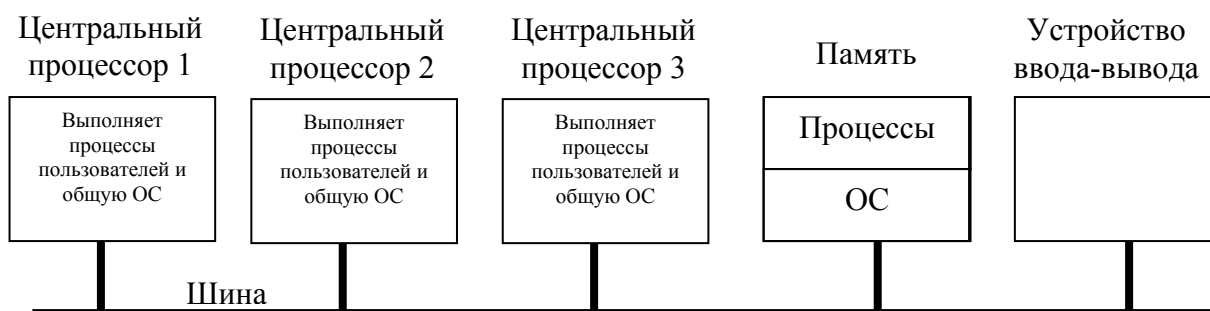 Центральный
процессор 1
Центральный
процессор 2
Центральный
процессор 3
Память
Устройство
ввода-вывода
Выполняет
процессы
пользователей и
общую ОС
Выполняет
процессы
пользователей и
общую ОС
Выполняет
процессы
пользователей и
общую ОС
Процессы
ОС
Шина